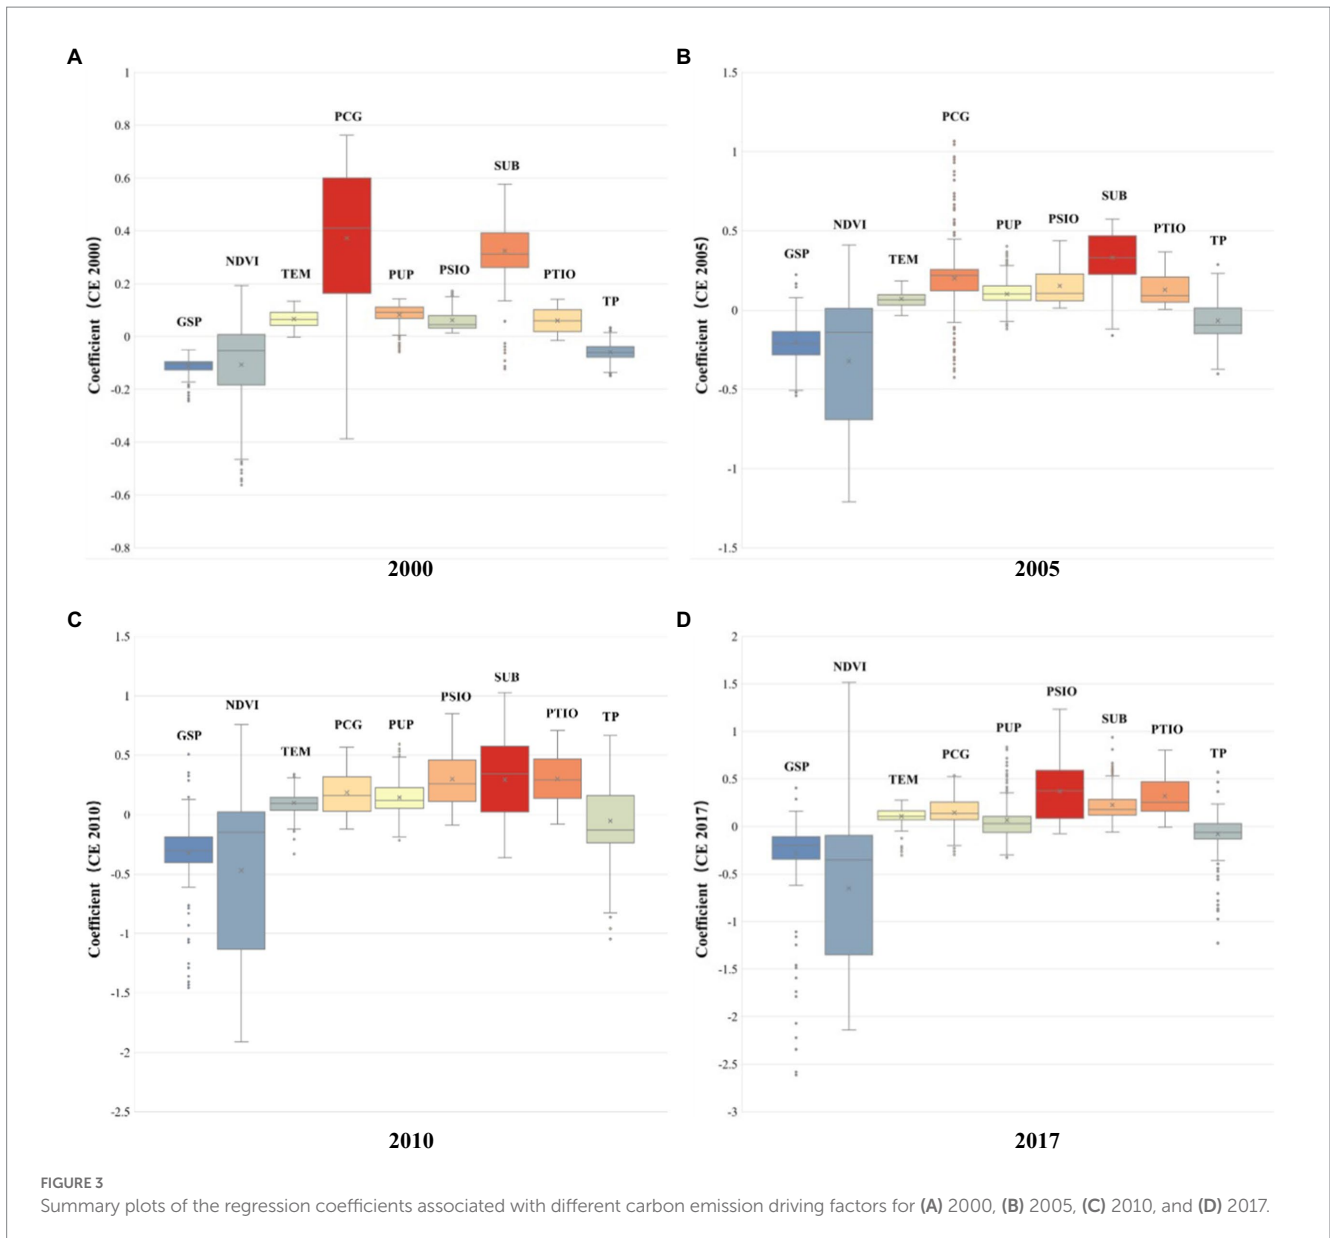 A
B
1
0.8
0.6
0.4
0.2
0
-0.2
-0.4
-0.6
-0.8
Coefficient (CE 2000)
GSP
NDVI
TEM
PCG
PUP
PSIO
SUB
PTIO
TP
2000
1.5
1
0.5
0
-0.5
-1
-1.5
Coefficient (CE 2005)
GSP
NDVI
TEM
PCG
PUP
PSIO
SUB
PTIO
TP
2005
C
D
1.5
1
0.5
0
-0.5
-1
-1.5
-2
-2.5
Coefficient (CE 2010)
GSP
NDVI
TEM
PCG
PUP
PSIO
SUB
PTIO
TP
2010
2
1.5
1
0.5
0
-0.5
-1
-1.5
-2
-2.5
-3
Coefficient (CE 2017)
GSP
NDVI
TEM
PCG
PUP
PSIO
SUB
PTIO
TP
2017
FIGURE 3
Summary plots of the regression coefficients associated with different carbon emission driving factors for (A) 2000, (B) 2005, (C) 2010, and (D) 2017.